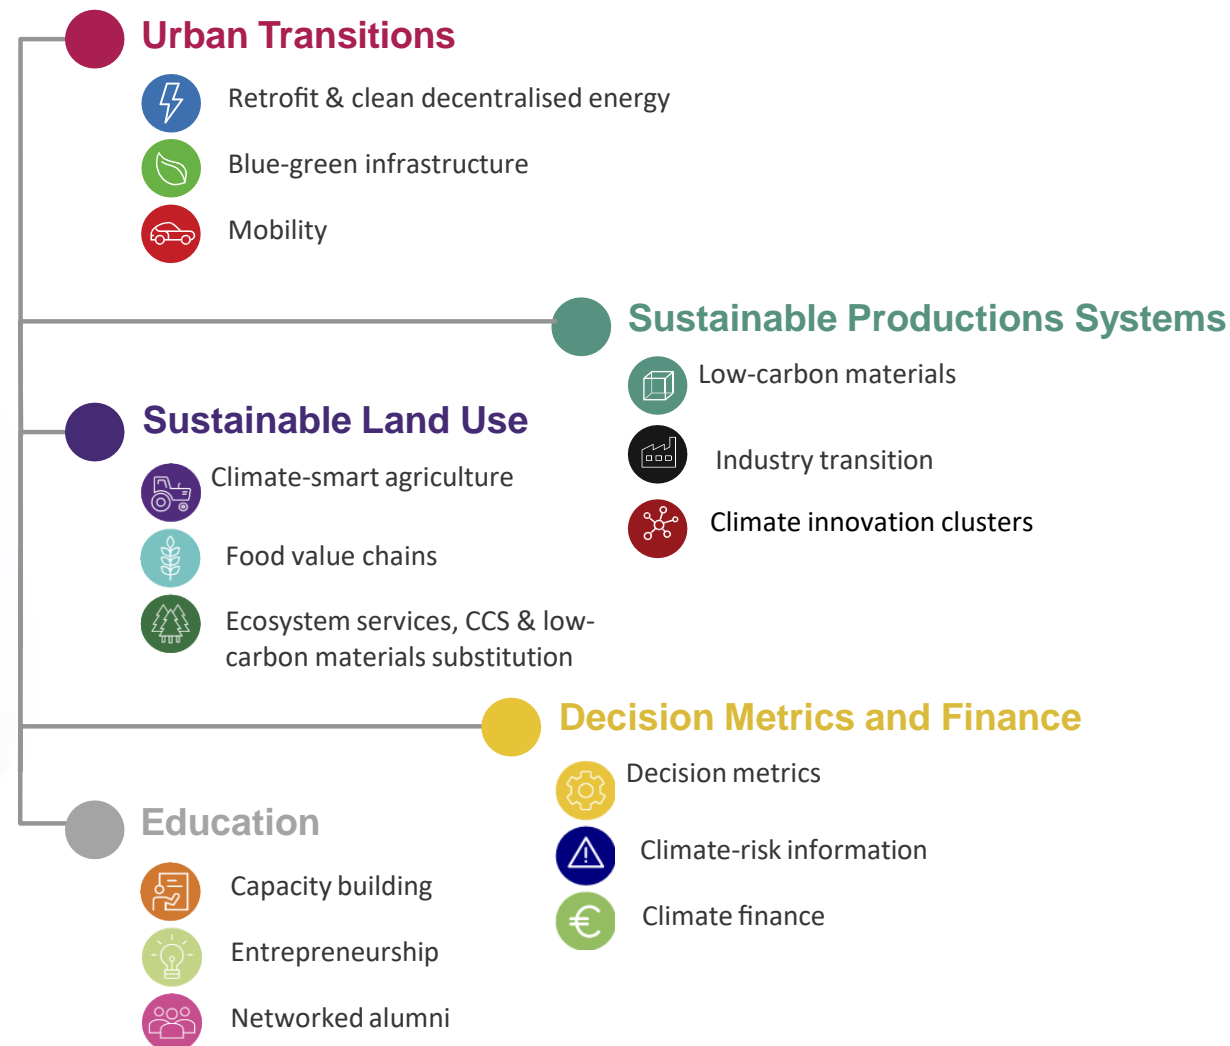 Urban Transitions
Retrofit & clean decentralised energy
Blue-green infrastructure
Mobility
Sustainable Productions Systems
Low-carbon materials
Industry transition
Climate innovation clusters
Sustainable Land Use
Climate-smart agriculture
Food value chains
Ecosystem services, CCS & low-
carbon materials substitution
Decision Metrics and Finance
Decision metrics
Climate-risk information
€
Climate finance
Education
Capacity building
Entrepreneurship
Networked alumni